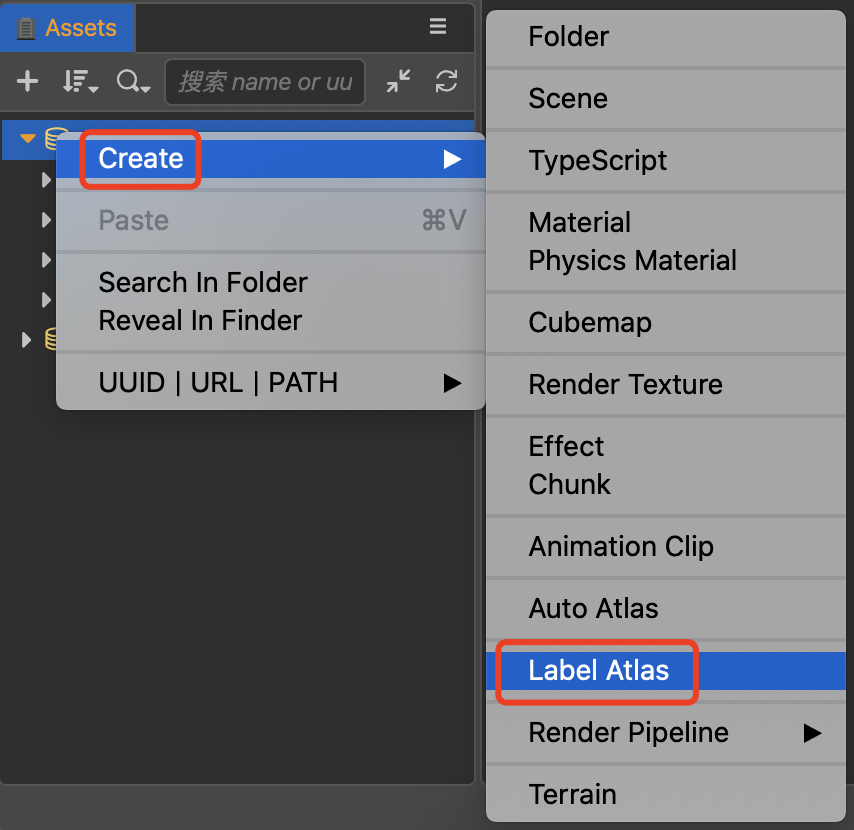 Assets
搜索 name or uu
Create
Paste ⌘V
Search In Folder
Reveal In Finder
UUID | URL | PATH
Folder
Scene
TypeScript
Material
Physics Material
Cubemap
Render Texture
Effect
Chunk
Animation Clip
Auto Atlas
Label Atlas
Render Pipeline
Terrain